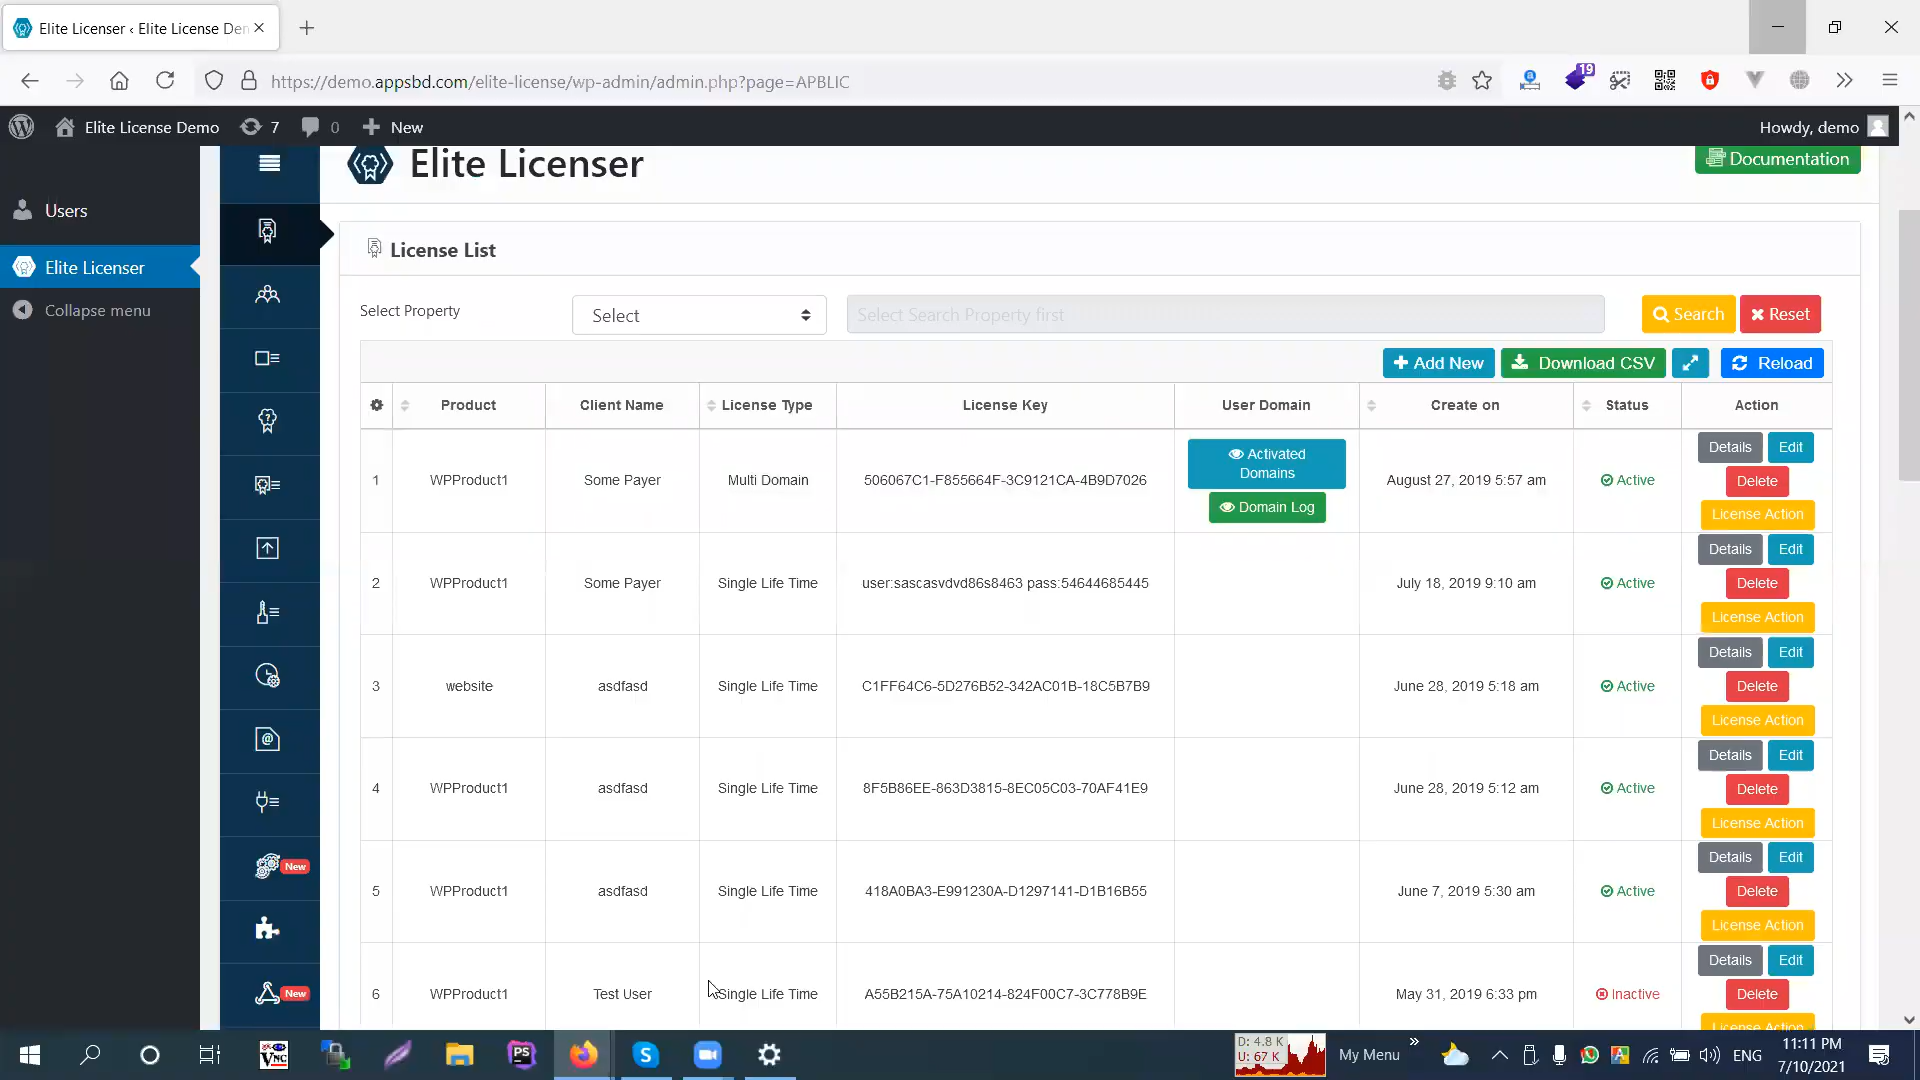 Elite Licenser ‹ Elite License Den
https://demo.appsbd.com/elite-license/wp-admin/admin.php?page=APBLIC
19
Elite License Demo
7
0
New
Howdy, demo
Users
Elite Licenser
Collapse menu
Elite Licenser
Documentation
License List
Select Property
Select
Select Search Property first
Search
Reset
Add New
Download CSV
Reload
Product
Client Name
License Type
License Key
User Domain
Create on
Status
Action
1
WPProduct1
Some Payer
Multi Domain
506067C1-F855664F-3C9121CA-4B9D7026
Activated
Domains
Domain Log
August 27, 2019 5:57 am
Active
Details
Edit
Delete
License Action
2
WPProduct1
Some Payer
Single Life Time
user:sascasvdvd86s8463 pass:54644685445
July 18, 2019 9:10 am
Active
Details
Edit
Delete
License Action
3
website
asdfasd
Single Life Time
C1FF64C6-5D276B52-342AC01B-18C5B7B9
June 28, 2019 5:18 am
Active
Details
Edit
Delete
License Action
4
WPProduct1
asdfasd
Single Life Time
8F5B86EE-863D3815-8EC05C03-70AF41E9
June 28, 2019 5:12 am
Active
Details
Edit
Delete
License Action
5
WPProduct1
asdfasd
Single Life Time
418A0BA3-E991230A-D1297141-D1B16B55
June 7, 2019 5:30 am
Active
Details
Edit
Delete
License Action
6
WPProduct1
Test User
Single Life Time
A55B215A-75A10214-824F00C7-3C778B9E
May 31, 2019 6:33 pm
Inactive
Details
Edit
Delete
License Action
New
New
VNC
PS
D: 4.8 K
U: 67 K
My Menu
ENG
11:11 PM
7/10/2021